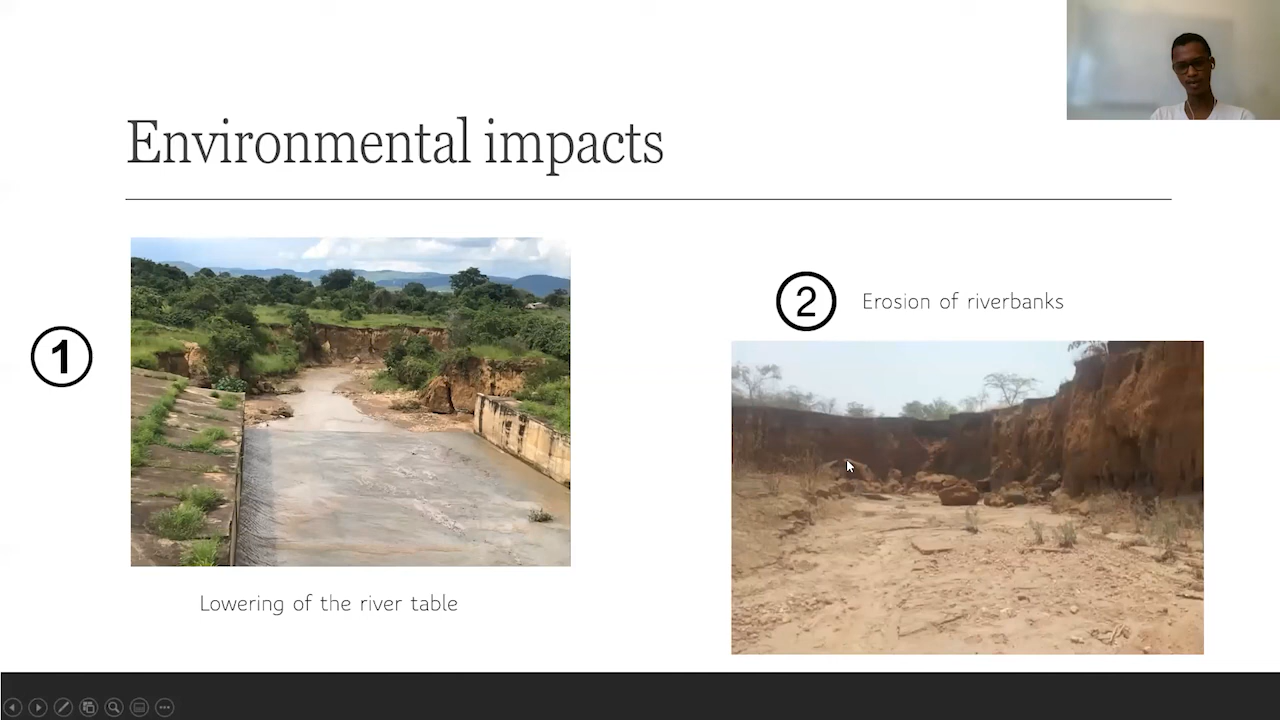 Environmental impacts
1
Lowering of the river table
2
Erosion of riverbanks